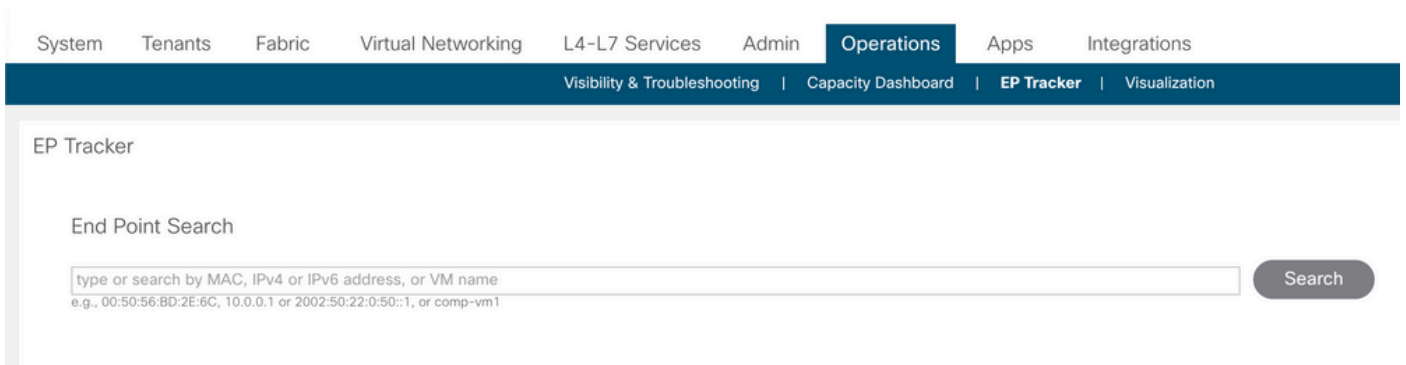 System Tenants Fabric Virtual Networking L4-L7 Services Admin Operations Apps Integrations
Visibility & Troubleshooting | Capacity Dashboard | EP Tracker | Visualization
EP Tracker
End Point Search
type or search by MAC, IPv4 or IPv6 address, or VM name
Search
e.g., 00:50:56:BD:2E:6C, 10.0.0.1 or 2002:50:22:0:50::1, or comp-vm1